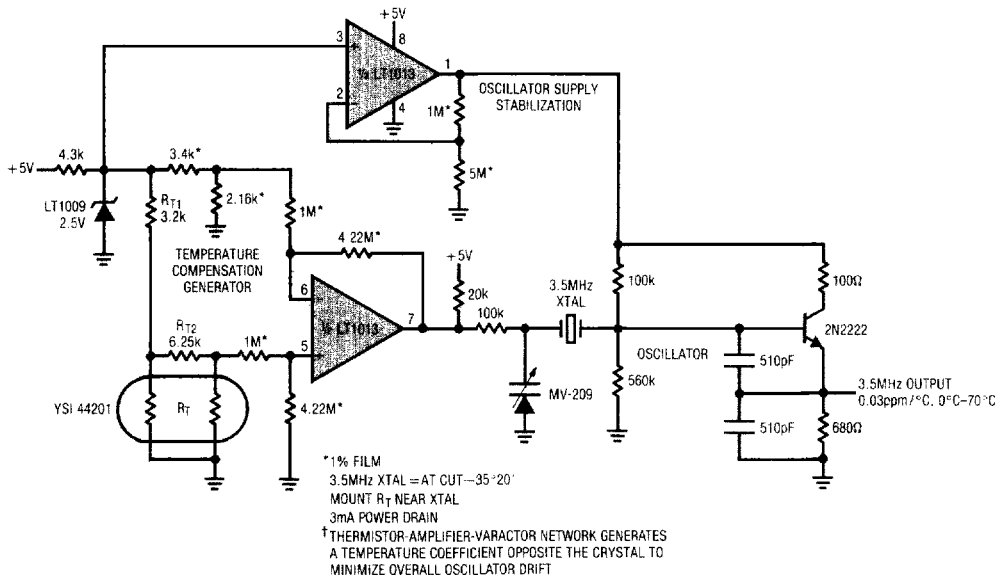 +5V
3
8
½ LT1013
1
2
4
1M*
OSCILLATOR SUPPLY
STABILIZATION
5M*
4.3k
+5V
3.4k*
LT1009
2.5V
RT1
3.2k
2.16k*
1M*
4.22M*
TEMPERATURE
COMPENSATION
GENERATOR
6
½ LT1013
7
5
+5V
20k
100k
3.5MHz
XTAL
100k
100Ω
2N2222
RT2
6.25k
1M*
OSCILLATOR
510pF
YSI 44201
RT
4.22M*
MV-209
560k
3.5MHz OUTPUT
0.03ppm/°C, 0°C–70°C
510pF
680Ω
*1% FILM
3.5MHz XTAL = AT CUT–35°20'
MOUNT RT NEAR XTAL
3mA POWER DRAIN
†THERMISTOR-AMPLIFIER-VARACTOR NETWORK GENERATES
A TEMPERATURE COEFFICIENT OPPOSITE THE CRYSTAL TO
MINIMIZE OVERALL OSCILLATOR DRIFT